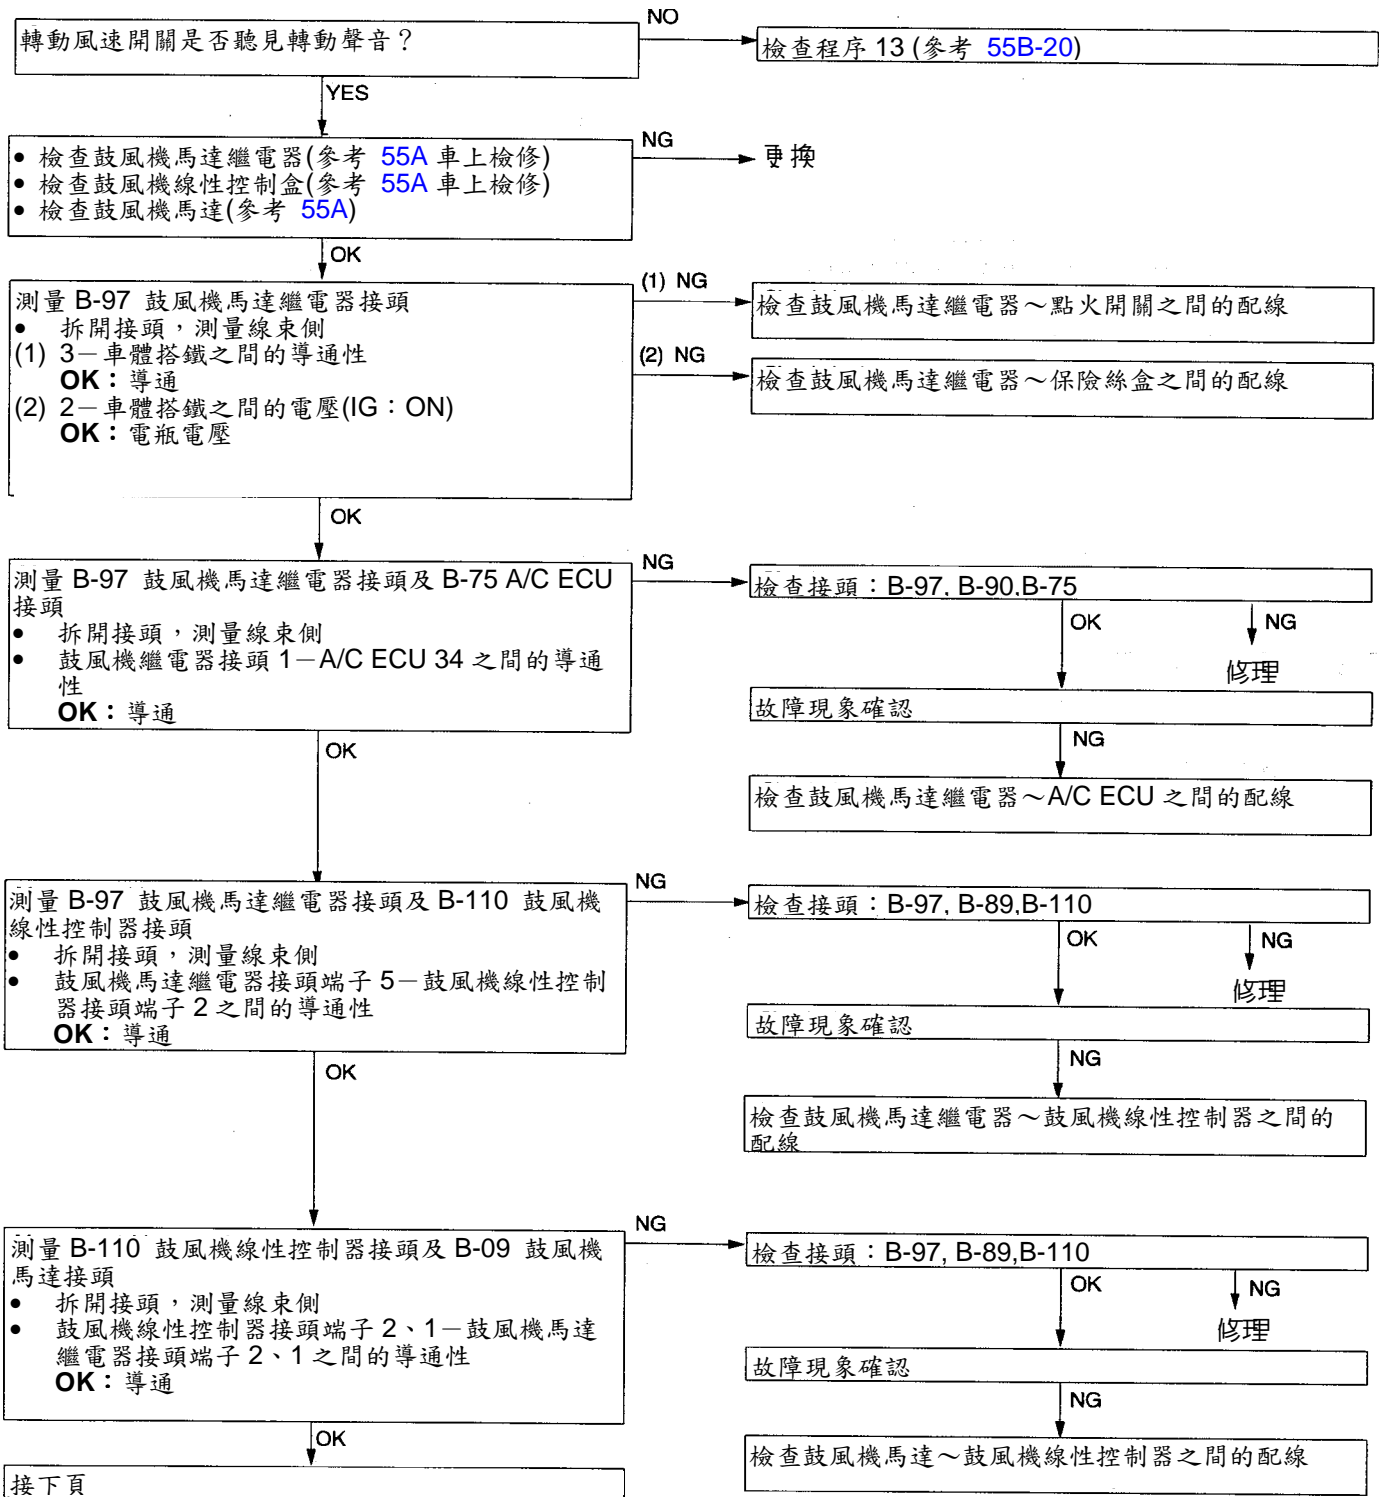 轉動風速開關是否聽見轉動聲音？
NO
檢查程序 13 (參考 55B-20)
YES
• 檢查鼓風機馬達繼電器(參考 55A 車上檢修)
• 檢查鼓風機線性控制盒(參考 55A 車上檢修)
• 檢查鼓風機馬達(參考 55A)
NG
更換
OK
測量 B-97 鼓風機馬達繼電器接頭
• 拆開接頭，測量線束側
(1) 3－車體搭鐵之間的導通性
OK：導通
(2) 2－車體搭鐵之間的電壓(IG：ON)
OK：電瓶電壓
(1) NG
檢查鼓風機馬達繼電器～點火開關之間的配線
(2) NG
檢查鼓風機馬達繼電器～保險絲盒之間的配線
OK
測量 B-97 鼓風機馬達繼電器接頭及 B-75 A/C ECU
接頭
• 拆開接頭，測量線束側
• 鼓風機繼電器接頭 1－A/C ECU 34 之間的導通
性
OK：導通
NG
檢查接頭：B-97, B-90,B-75
OK
NG
修理
故障現象確認
NG
檢查鼓風機馬達繼電器～A/C ECU 之間的配線
OK
測量 B-97 鼓風機馬達繼電器接頭及 B-110 鼓風機
線性控制器接頭
• 拆開接頭，測量線束側
• 鼓風機馬達繼電器接頭端子 5－鼓風機線性控制
器接頭端子 2 之間的導通性
OK：導通
NG
檢查接頭：B-97, B-89,B-110
OK
NG
修理
故障現象確認
NG
檢查鼓風機馬達繼電器～鼓風機線性控制器之間的
配線
OK
測量 B-110 鼓風機線性控制器接頭及 B-09 鼓風機
馬達接頭
• 拆開接頭，測量線束側
• 鼓風機線性控制器接頭端子 2、1－鼓風機馬達
繼電器接頭端子 2、1 之間的導通性
OK：導通
NG
檢查接頭：B-97, B-89,B-110
OK
NG
修理
故障現象確認
NG
檢查鼓風機馬達～鼓風機線性控制器之間的配線
OK
接下頁